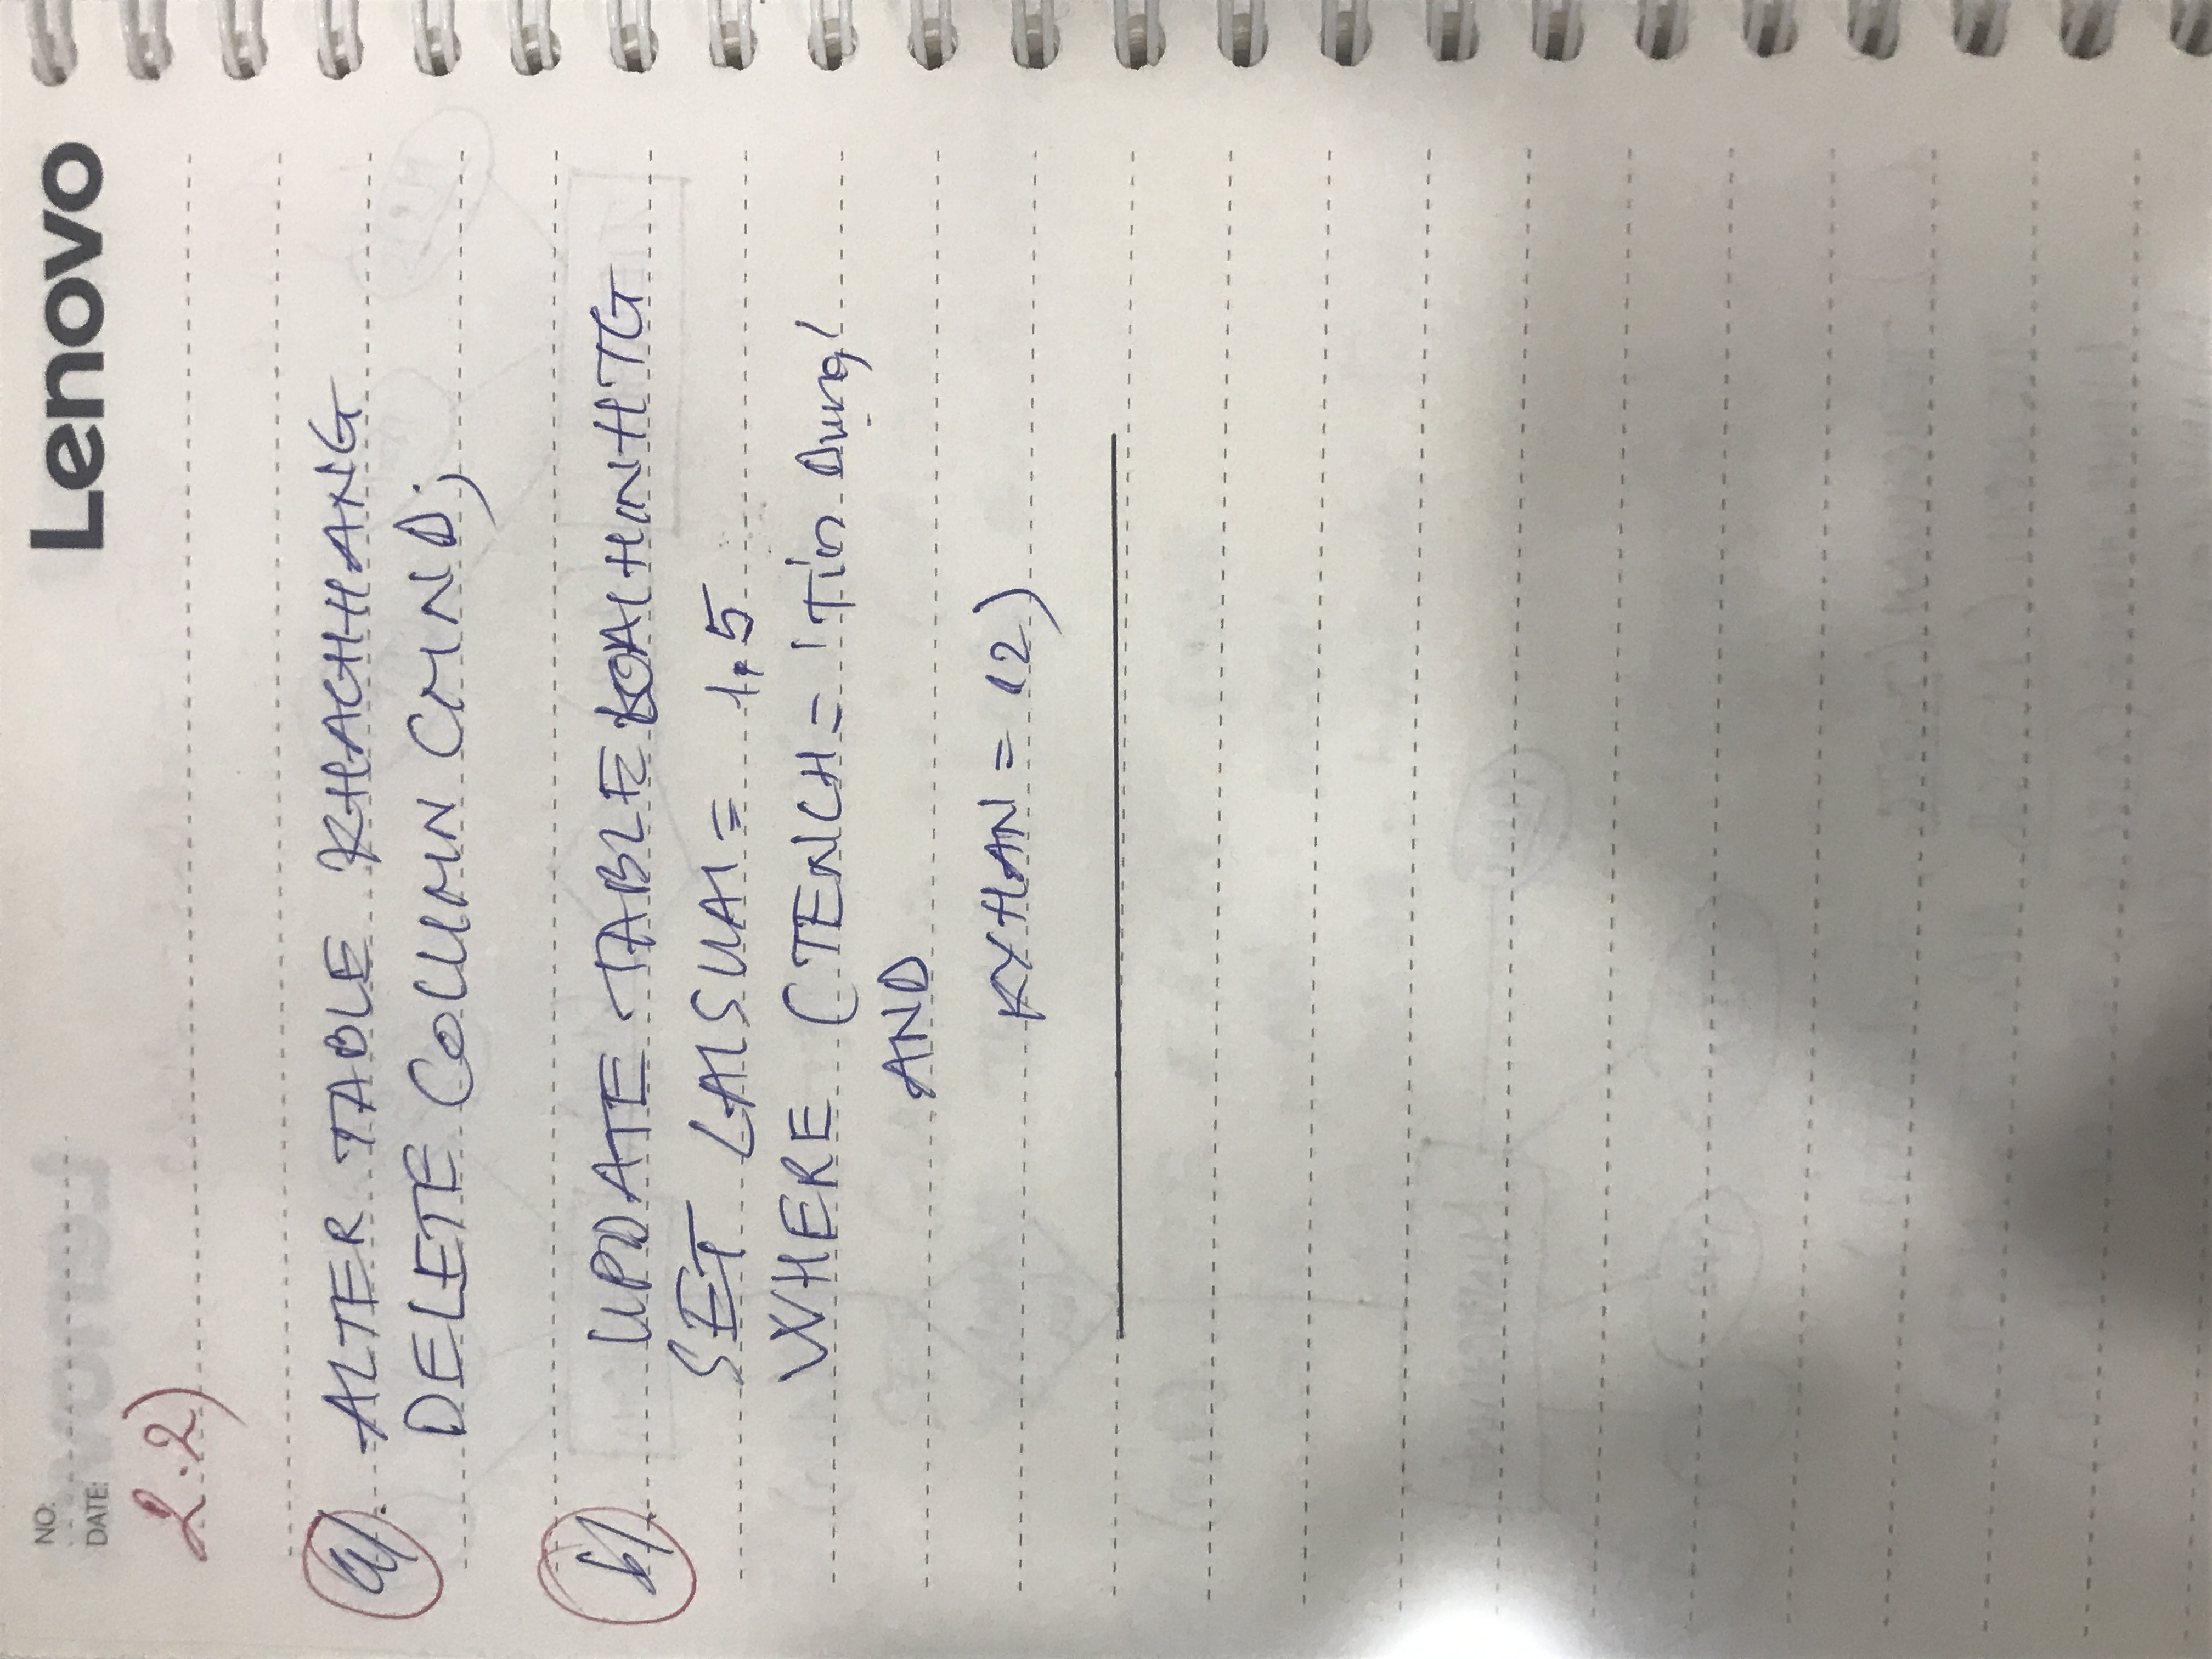 NO:
Lenovo
DATE:
2.2)
a/. ALTER TABLE KHACHHANG
DELETE COLUMN CMND;
b/. UPDATE TABLE LOAIHINHTG
SET LAISUAI = 1,5
WHERE (TENCH = 'Tín Dụng'
AND
KYHAN = 12)